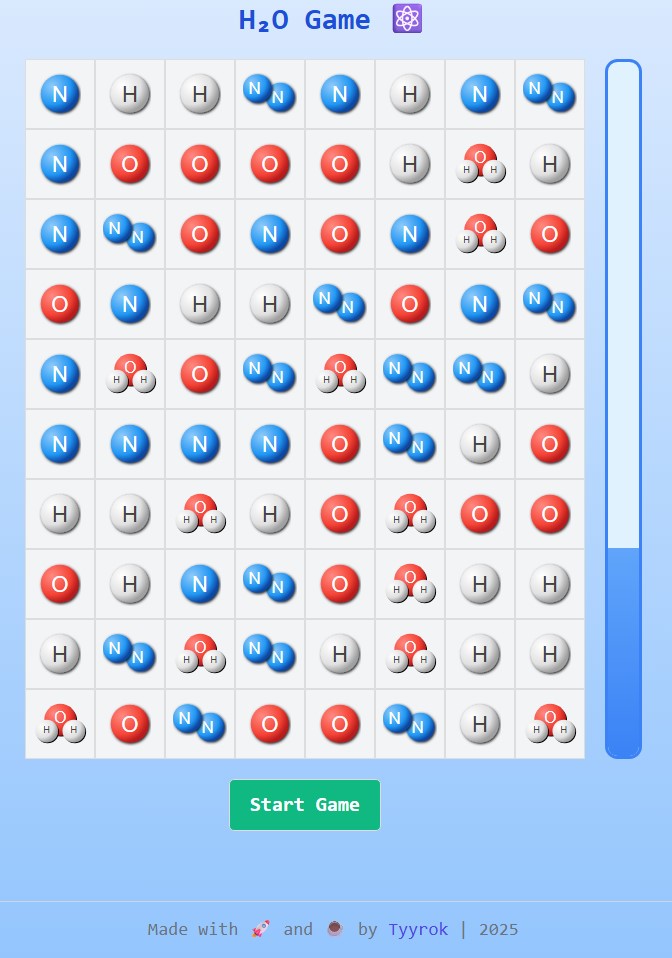 H₂O Game ⚛️
N H H N N N H N N N
N O O O O H O H H H
N N N O N O N O H H O
O N H H N N O N N N
N O H H O N N O H H N N N N H
N N N N O N N H O
H H O H H H O O H H O O
O H N N N O O H H H H
H N N O H H N N H O H H H H
O H H O N N O O N N H O H H
Start Game
Made with 🚀 and 🌰 by Tyyrok | 2025